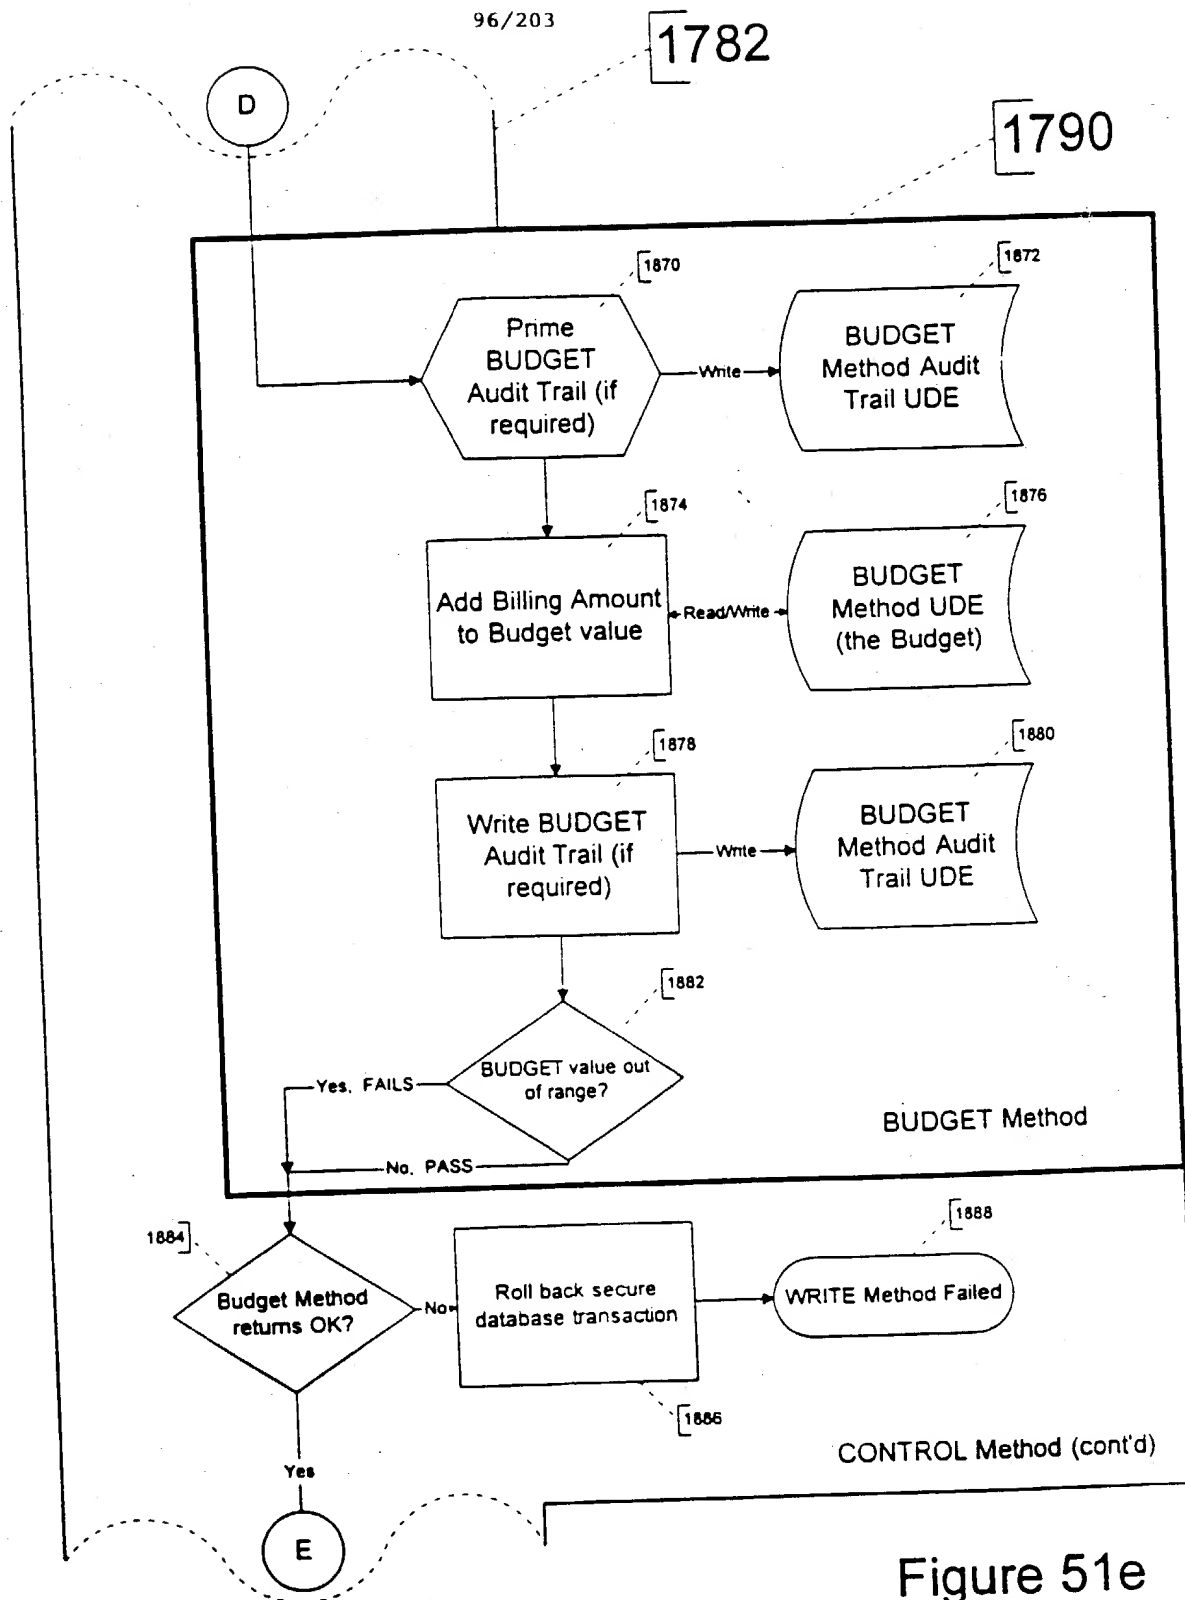 96/203
1782
D
1790
1870
1872
Prime
BUDGET
Audit Trail (if
required)
Write
BUDGET
Method Audit
Trail UDE
1874
1876
Add Billing Amount
to Budget value
Read/Write
BUDGET
Method UDE
(the Budget)
1878
1880
Write BUDGET
Audit Trail (if
required)
Write
BUDGET
Method Audit
Trail UDE
1882
BUDGET value out
of range?
Yes, FAILS
No, PASS
BUDGET Method
1884
Budget Method
returns OK?
No
Roll back secure
database transaction
1886
1888
WRITE Method Failed
Yes
CONTROL Method (cont'd)
E
Figure 51e